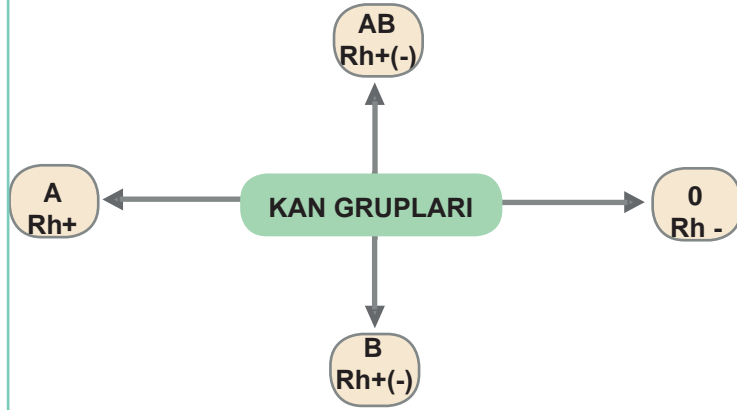 AB
Rh+(-)
A
Rh+
KAN GRUPLARI
0
Rh -
B
Rh+(-)